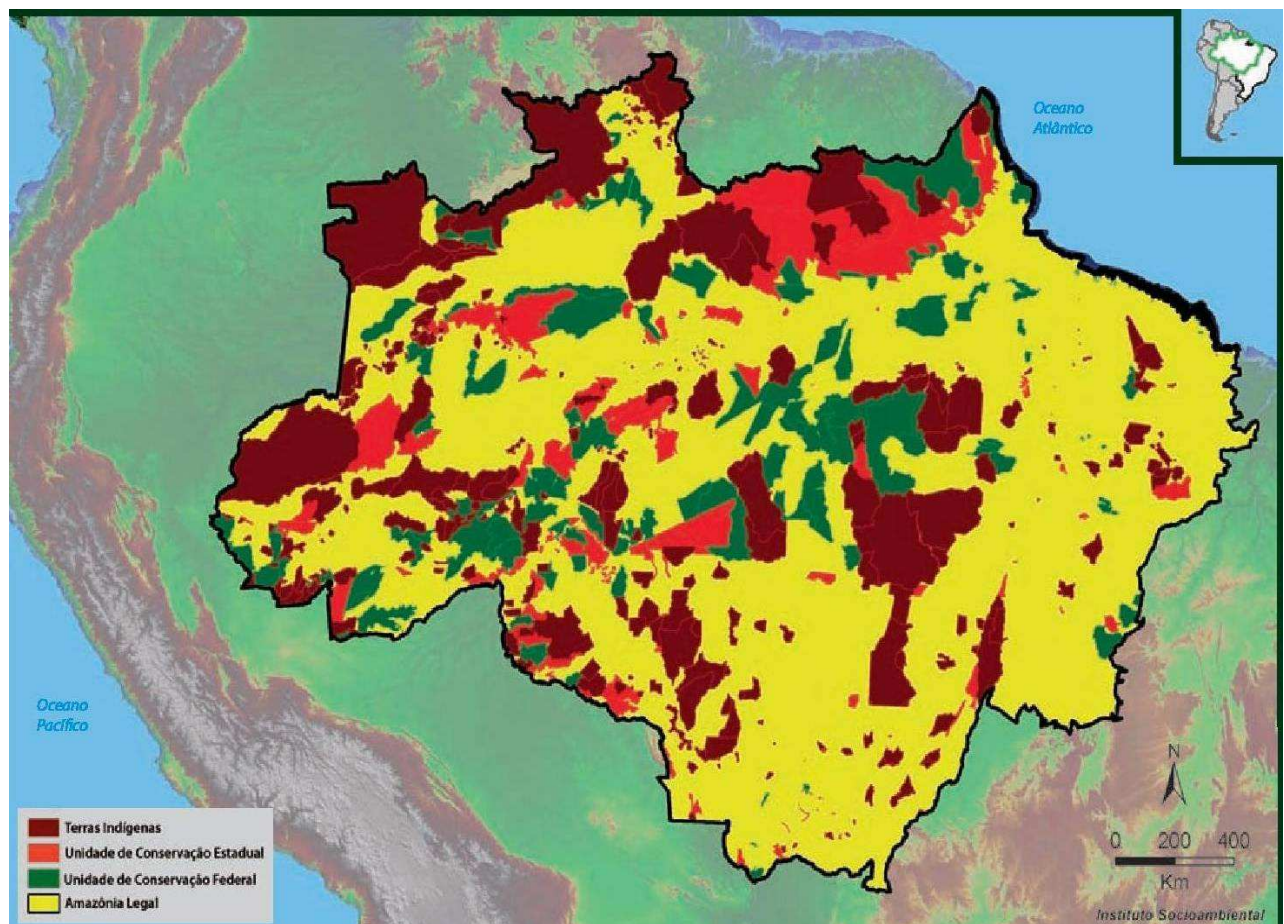 Oceano
Atlântico
Oceano
Pacífico
Terras Indígenas
Unidade de Conservação Estadual
Unidade de Conservação Federal
Amazônia Legal
N
0 200 400
Km
Instituto Socioambiental